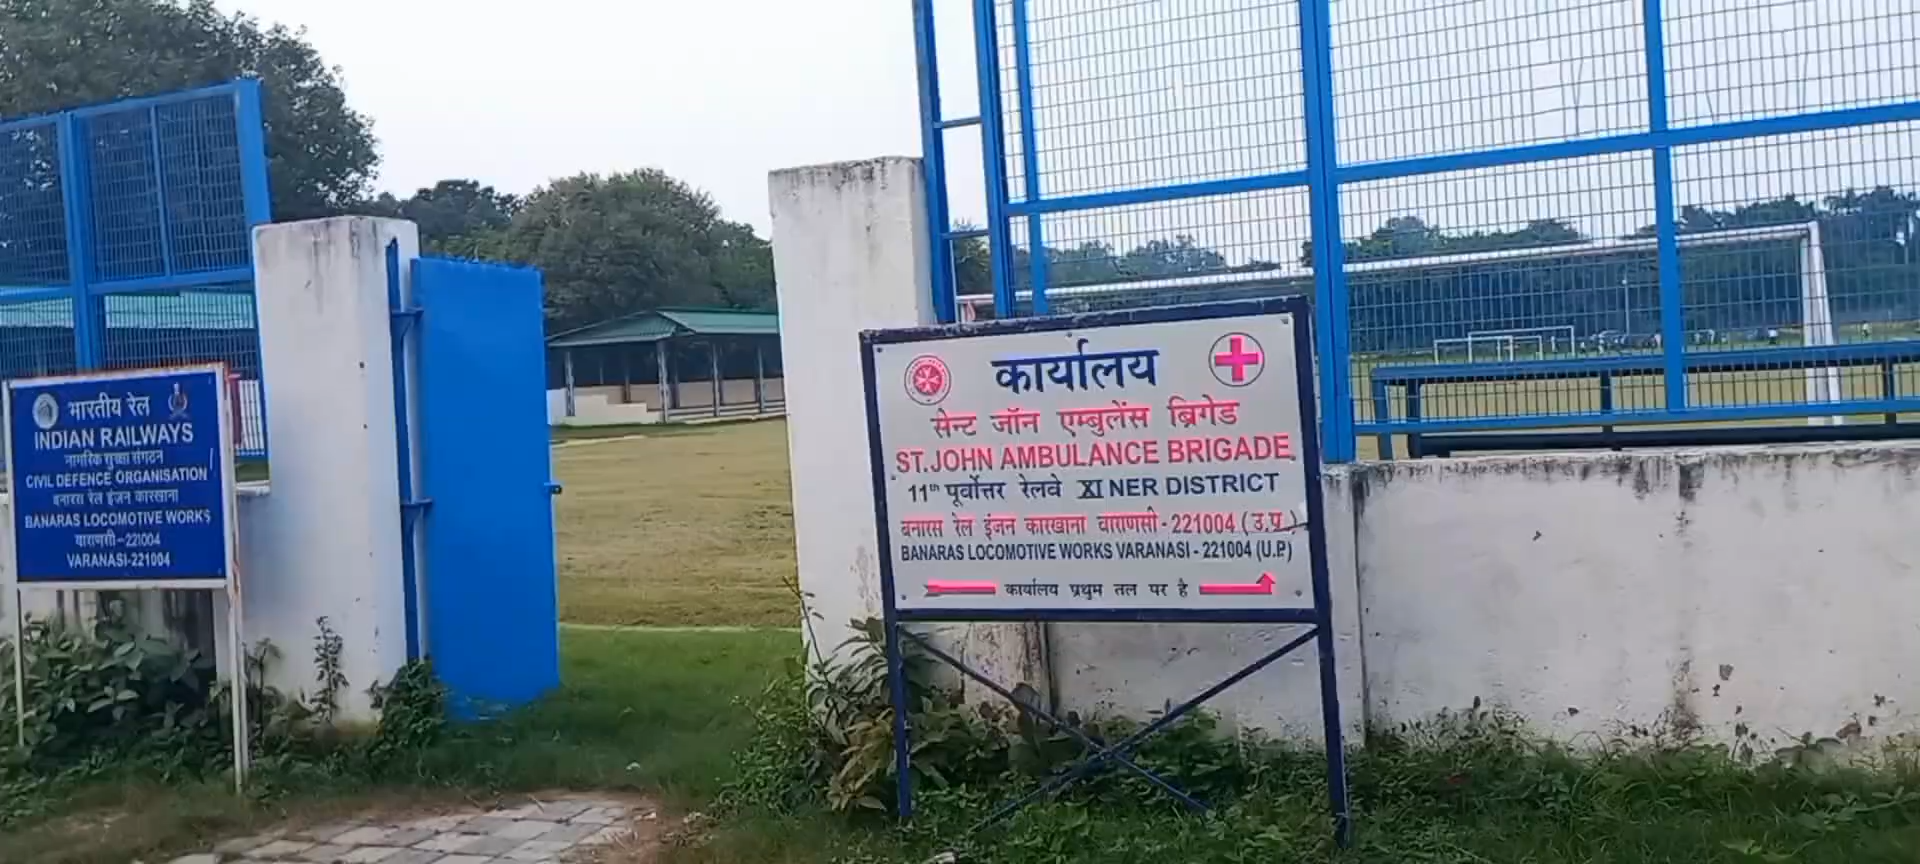 भारतीय रेल
INDIAN RAILWAYS
नागरिक सुरक्षा संगठन
CIVIL DEFENCE ORGANISATION
बनारस रेल इंजन कारखाना
BANARAS LOCOMOTIVE WORKS
वाराणसी-221004
VARANASI-221004
कार्यालय
सेन्ट जॉन एम्बुलेंस ब्रिगेड
ST.JOHN AMBULANCE BRIGADE
11th पूर्वोत्तर रेलवे XI NER DISTRICT
बनारस रेल इंजन कारखाना वाराणसी-221004 (उ.प्र.)
BANARAS LOCOMOTIVE WORKS VARANASI - 221004 (U.P.)
कार्यालय प्रथम तल पर है